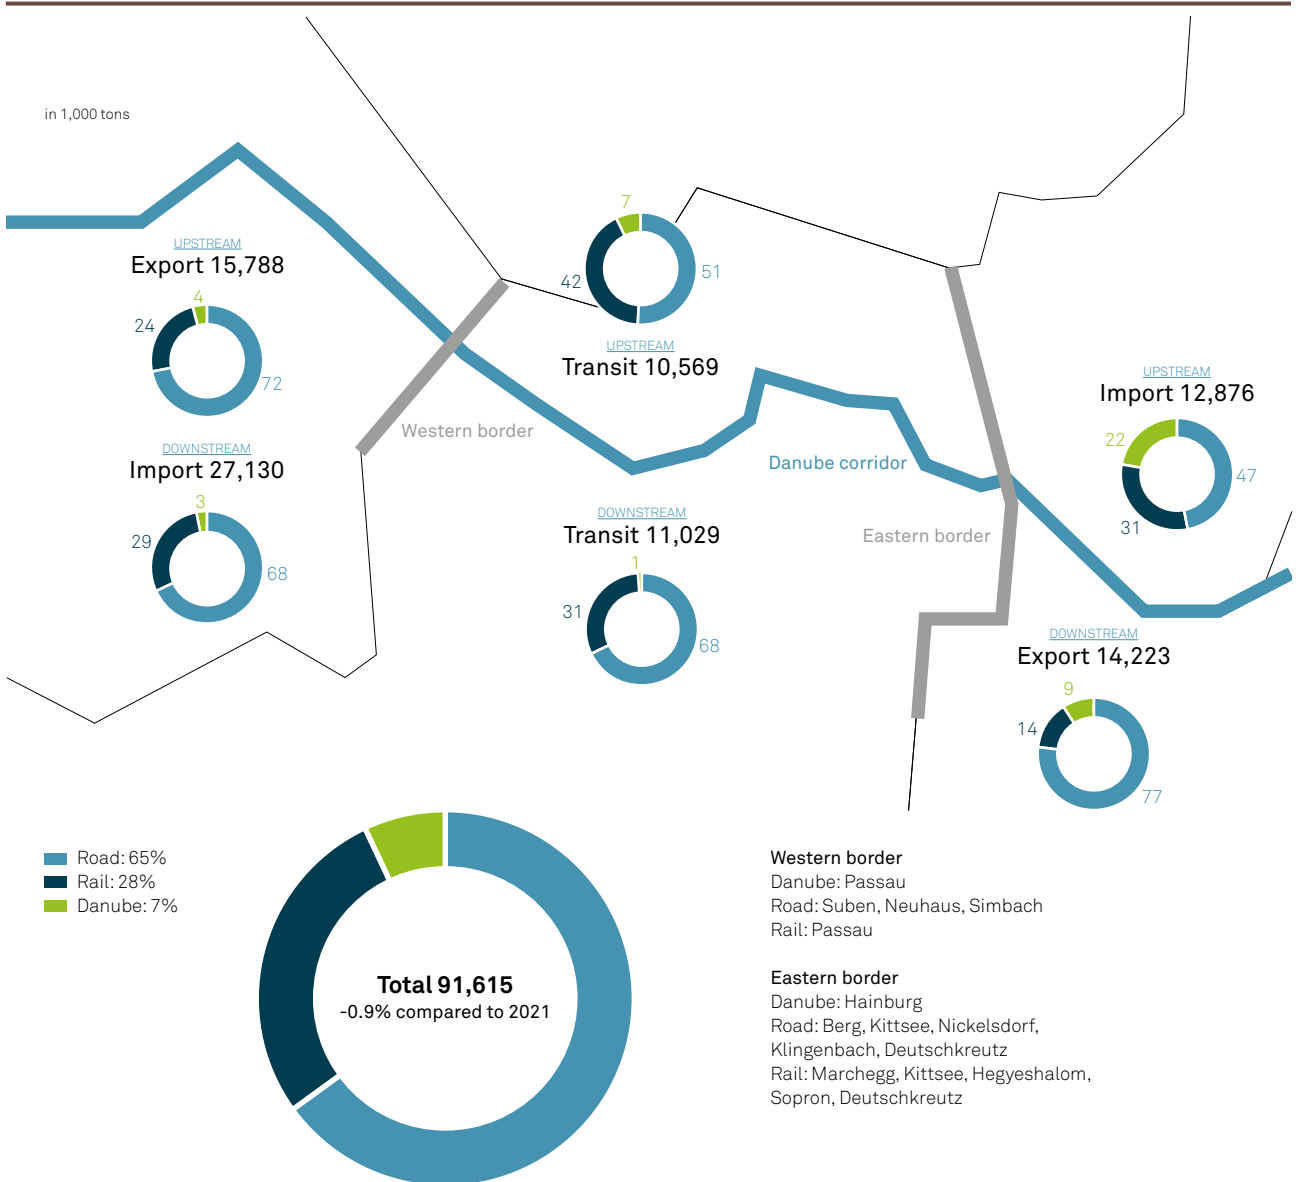 in 1,000 tons
UPSTREAM
Export 15,788
4
24
72
DOWNSTREAM
Import 27,130
3
29
68
Western border
7
42
51
UPSTREAM
Transit 10,569
DOWNSTREAM
Transit 11,029
1
31
68
Danube corridor
Eastern border
UPSTREAM
Import 12,876
22
47
31
DOWNSTREAM
Export 14,223
9
14
77
Road: 65%
Rail: 28%
Danube: 7%
Total 91,615
-0.9% compared to 2021
Western border
Danube: Passau
Road: Suben, Neuhaus, Simbach
Rail: Passau
Eastern border
Danube: Hainburg
Road: Berg, Kittsee, Nickelsdorf,
Klingenbach, Deutschkreutz
Rail: Marchegg, Kittsee, Hegyeshalom,
Sopron, Deutschkreutz